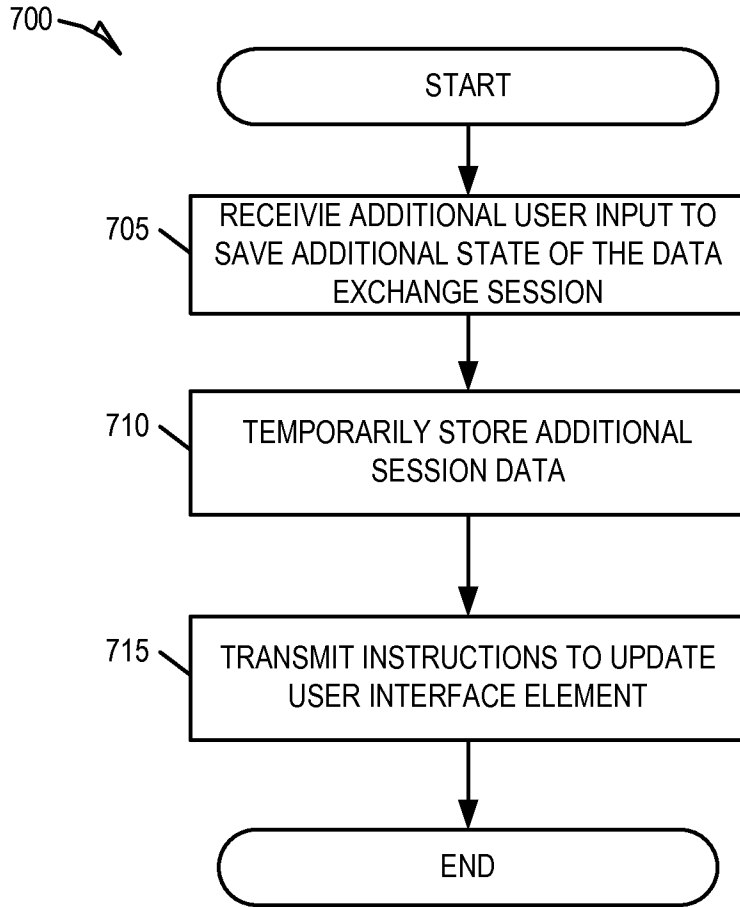 700
START
705
RECEIVIE ADDITIONAL USER INPUT TO
SAVE ADDITIONAL STATE OF THE DATA
EXCHANGE SESSION
710
TEMPORARILY STORE ADDITIONAL
SESSION DATA
715
TRANSMIT INSTRUCTIONS TO UPDATE
USER INTERFACE ELEMENT
END